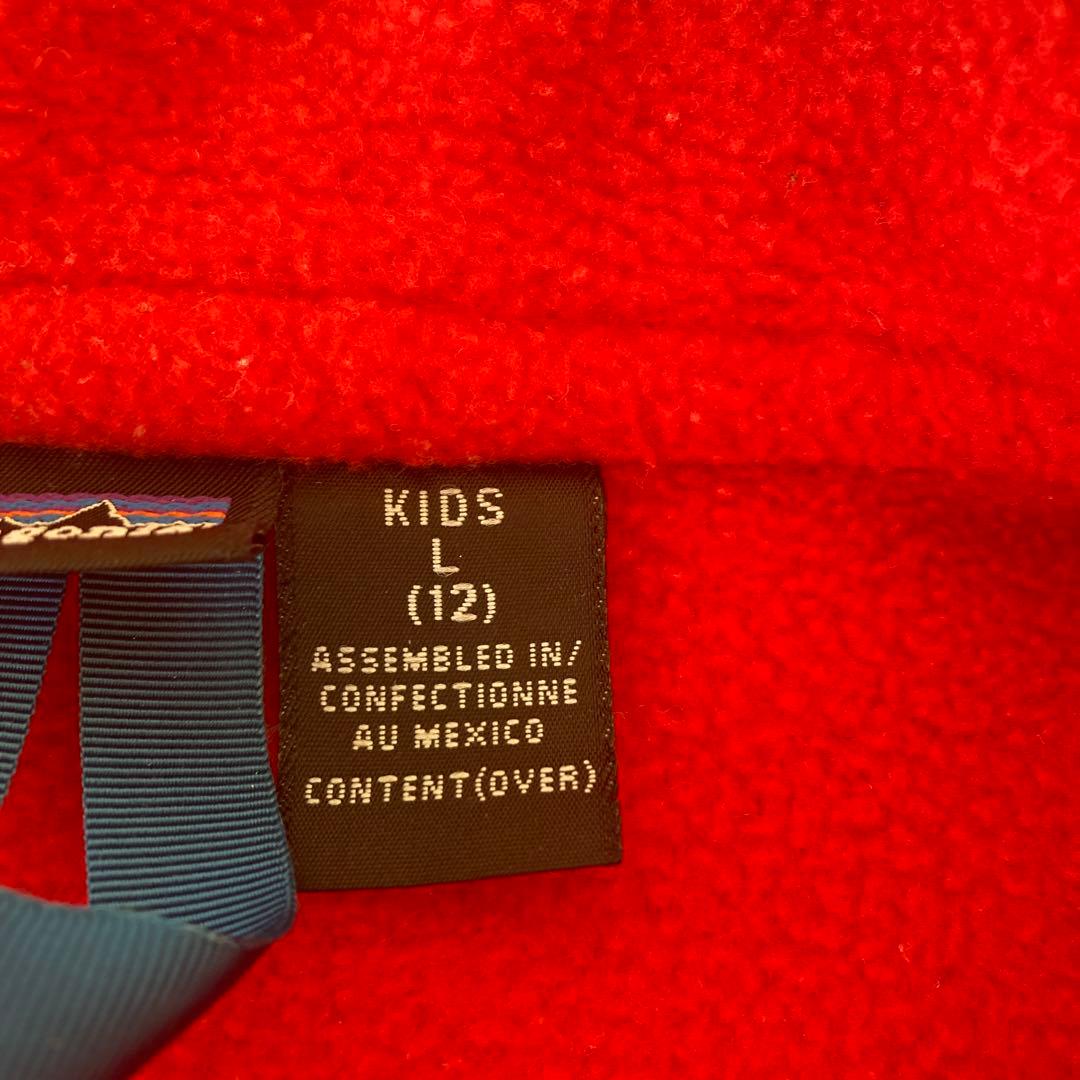 KIDS
L
(12)
ASSEMBLED IN/
CONFECTIONNE
AU MEXICO
CONTENT(OVER)